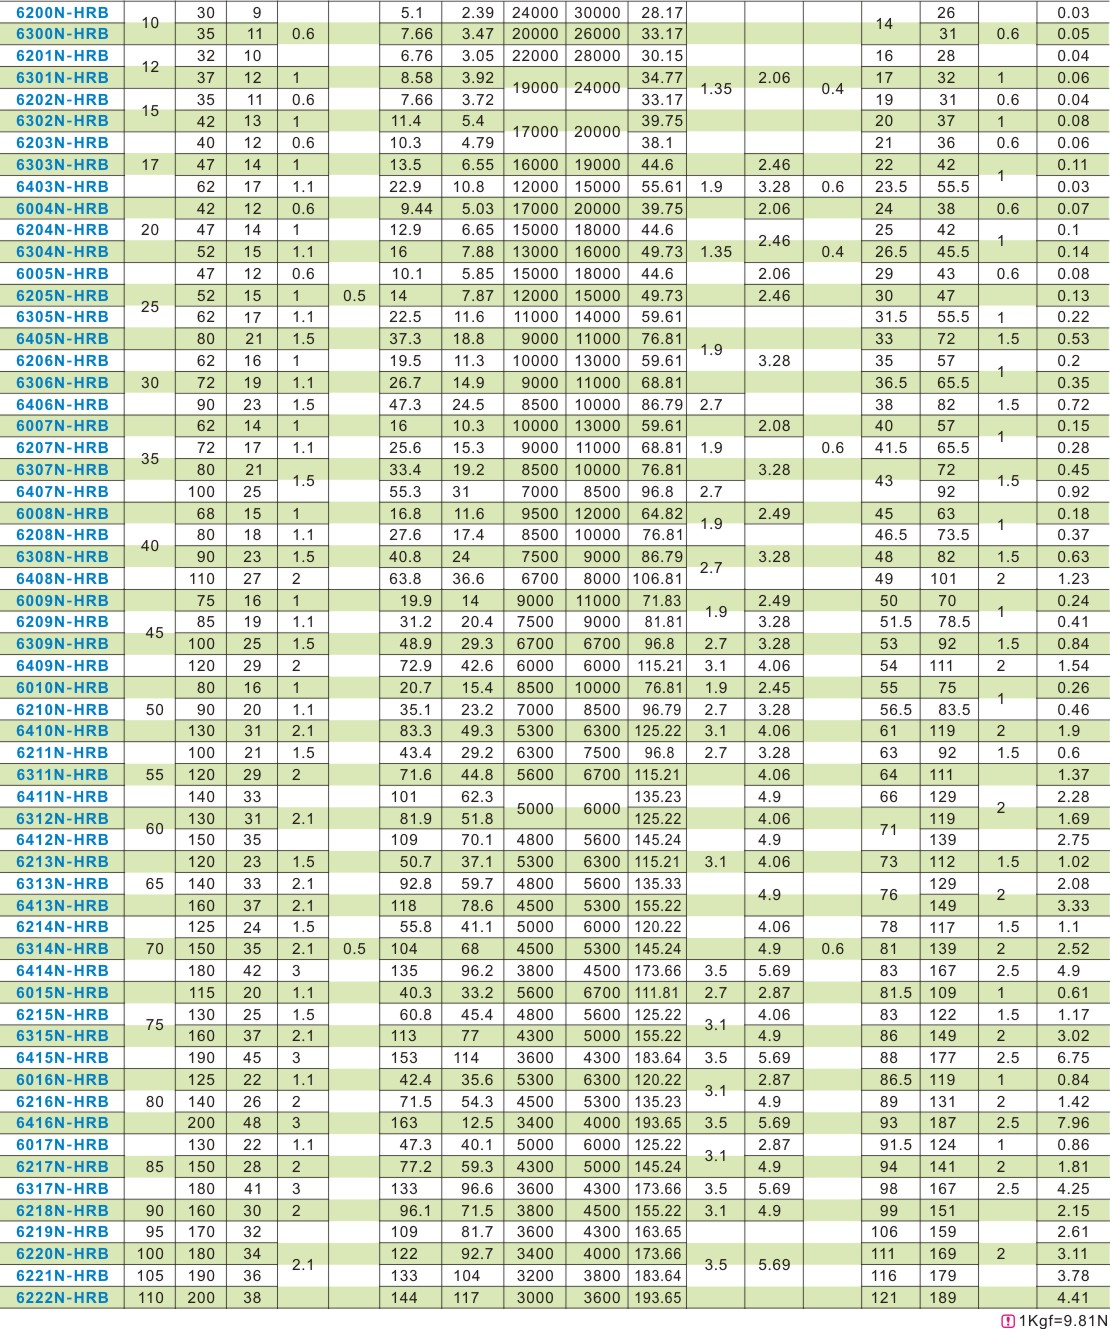 6200N-HRB 10 30 9 0.6 5.1 2.39 24000 30000 28.17 14 26 0.6 0.03
6300N-HRB 35 11 7.66 3.47 20000 26000 33.17 31 0.05
6201N-HRB 12 32 10 6.76 3.05 22000 28000 30.15 1.35 2.06 0.4 16 28 0.04
6301N-HRB 37 12 1 8.58 3.92 19000 24000 34.77 17 32 1 0.06
6202N-HRB 15 35 11 0.6 7.66 3.72 33.17 19 31 0.6 0.04
6302N-HRB 42 13 1 11.4 5.4 17000 20000 39.75 20 37 1 0.08
6203N-HRB 17 40 12 0.6 10.3 4.79 38.1 21 36 0.6 0.06
6303N-HRB 47 14 1 13.5 6.55 16000 19000 44.6 2.46 22 42 1 0.11
6403N-HRB 62 17 1.1 22.9 10.8 12000 15000 55.61 1.9 3.28 0.6 23.5 55.5 0.03
6004N-HRB 20 42 12 0.6 9.44 5.03 17000 20000 39.75 2.06 24 38 0.6 0.07
6204N-HRB 47 14 1 12.9 6.65 15000 18000 44.6 2.46 25 42 1 0.1
6304N-HRB 52 15 1.1 16 7.88 13000 16000 49.73 1.35 0.4 26.5 45.5 0.14
6005N-HRB 25 47 12 0.6 10.1 5.85 15000 18000 44.6 2.06 29 43 0.6 0.08
6205N-HRB 52 15 1 0.5 14 7.87 12000 15000 49.73 2.46 30 47 0.13
6305N-HRB 62 17 1.1 22.5 11.6 11000 14000 59.61 31.5 55.5 1 0.22
6405N-HRB 80 21 1.5 37.3 18.8 9000 11000 76.81 1.9 33 72 1.5 0.53
6206N-HRB 30 62 16 1 19.5 11.3 10000 13000 59.61 3.28 35 57 1 0.2
6306N-HRB 72 19 1.1 26.7 14.9 9000 11000 68.81 36.5 65.5 0.35
6406N-HRB 90 23 1.5 47.3 24.5 8500 10000 86.79 2.7 38 82 1.5 0.72
6007N-HRB 35 62 14 1 16 10.3 10000 13000 59.61 2.08 40 57 1 0.15
6207N-HRB 72 17 1.1 25.6 15.3 9000 11000 68.81 1.9 0.6 41.5 65.5 0.28
6307N-HRB 80 21 1.5 33.4 19.2 8500 10000 76.81 3.28 43 72 1.5 0.45
6407N-HRB 100 25 55.3 31 7000 8500 96.8 2.7 92 0.92
6008N-HRB 40 68 15 1 16.8 11.6 9500 12000 64.82 1.9 2.49 45 63 1 0.18
6208N-HRB 80 18 1.1 27.6 17.4 8500 10000 76.81 46.5 73.5 0.37
6308N-HRB 90 23 1.5 40.8 24 7500 9000 86.79 2.7 3.28 48 82 1.5 0.63
6408N-HRB 110 27 2 63.8 36.6 6700 8000 106.81 49 101 2 1.23
6009N-HRB 45 75 16 1 19.9 14 9000 11000 71.83 1.9 2.49 50 70 1 0.24
6209N-HRB 85 19 1.1 31.2 20.4 7500 9000 81.81 3.28 51.5 78.5 0.41
6309N-HRB 100 25 1.5 48.9 29.3 6700 6700 96.8 2.7 3.28 53 92 1.5 0.84
6409N-HRB 120 29 2 72.9 42.6 6000 6000 115.21 3.1 4.06 54 111 2 1.54
6010N-HRB 50 80 16 1 20.7 15.4 8500 10000 76.81 1.9 2.45 55 75 1 0.26
6210N-HRB 90 20 1.1 35.1 23.2 7000 8500 96.79 2.7 3.28 56.5 83.5 0.46
6410N-HRB 130 31 2.1 83.3 49.3 5300 6300 125.22 3.1 4.06 61 119 2 1.9
6211N-HRB 55 100 21 1.5 43.4 29.2 6300 7500 96.8 2.7 3.28 63 92 1.5 0.6
6311N-HRB 120 29 2 71.6 44.8 5600 6700 115.21 4.06 64 111 1.37
6411N-HRB 140 33 101 62.3 5000 6000 135.23 4.9 66 129 2 2.28
6312N-HRB 60 130 31 2.1 81.9 51.8 125.22 4.06 71 119 1.69
6412N-HRB 150 35 109 70.1 4800 5600 145.24 4.9 139 2.75
6213N-HRB 65 120 23 1.5 50.7 37.1 5300 6300 115.21 3.1 4.06 73 112 1.5 1.02
6313N-HRB 140 33 2.1 92.8 59.7 4800 5600 135.33 4.9 76 129 2 2.08
6413N-HRB 160 37 2.1 118 78.6 4500 5300 155.22 149 3.33
6214N-HRB 70 125 24 1.5 55.8 41.1 5000 6000 120.22 4.06 78 117 1.5 1.1
6314N-HRB 150 35 2.1 0.5 104 68 4500 5300 145.24 4.9 0.6 81 139 2 2.52
6414N-HRB 180 42 3 135 96.2 3800 4500 173.66 3.5 5.69 83 167 2.5 4.9
6015N-HRB 75 115 20 1.1 40.3 33.2 5600 6700 111.81 2.7 2.87 81.5 109 1 0.61
6215N-HRB 130 25 1.5 60.8 45.4 4800 5600 125.22 3.1 4.06 83 122 1.5 1.17
6315N-HRB 160 37 2.1 113 77 4300 5000 155.22 4.9 86 149 2 3.02
6415N-HRB 190 45 3 153 114 3600 4300 183.64 3.5 5.69 88 177 2.5 6.75
6016N-HRB 80 125 22 1.1 42.4 35.6 5300 6300 120.22 3.1 2.87 86.5 119 1 0.84
6216N-HRB 140 26 2 71.5 54.3 4500 5300 135.23 4.9 89 131 2 1.42
6416N-HRB 200 48 3 163 12.5 3400 4000 193.65 3.5 5.69 93 187 2.5 7.96
6017N-HRB 85 130 22 1.1 47.3 40.1 5000 6000 125.22 3.1 2.87 91.5 124 1 0.86
6217N-HRB 150 28 2 77.2 59.3 4300 5000 145.24 4.9 94 141 2 1.81
6317N-HRB 180 41 3 133 96.6 3600 4300 173.66 3.5 5.69 98 167 2.5 4.25
6218N-HRB 90 160 30 2 96.1 71.5 3800 4500 155.22 3.1 4.9 99 151 2.15
6219N-HRB 95 170 32 109 81.7 3600 4300 163.65 106 159 2.61
6220N-HRB 100 180 34 2.1 122 92.7 3400 4000 173.66 3.5 5.69 111 169 2 3.11
6221N-HRB 105 190 36 133 104 3200 3800 183.64 116 179 3.78
6222N-HRB 110 200 38 144 117 3000 3600 193.65 121 189 4.41
1Kgf=9.81N